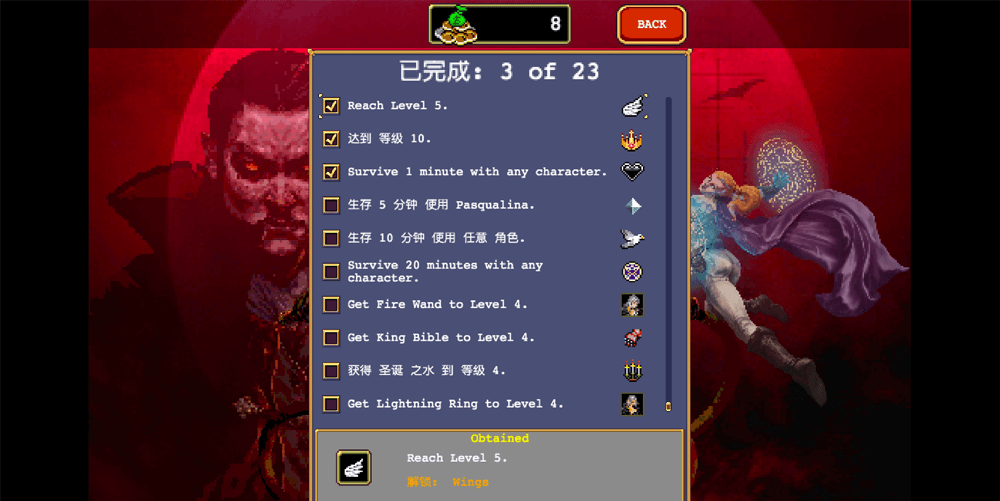 8
BACK
已完成: 3 of 23
Reach Level 5.
达到 等级 10.
Survive 1 minute with any character.
生存 5 分钟 使用 Pasqualina.
生存 10 分钟 使用 任意 角色.
Survive 20 minutes with any
character.
Get Fire Wand to Level 4.
Get King Bible to Level 4.
获得 圣诞 之水 到 等级 4.
Get Lightning Ring to Level 4.
Obtained
Reach Level 5.
解锁: Wings